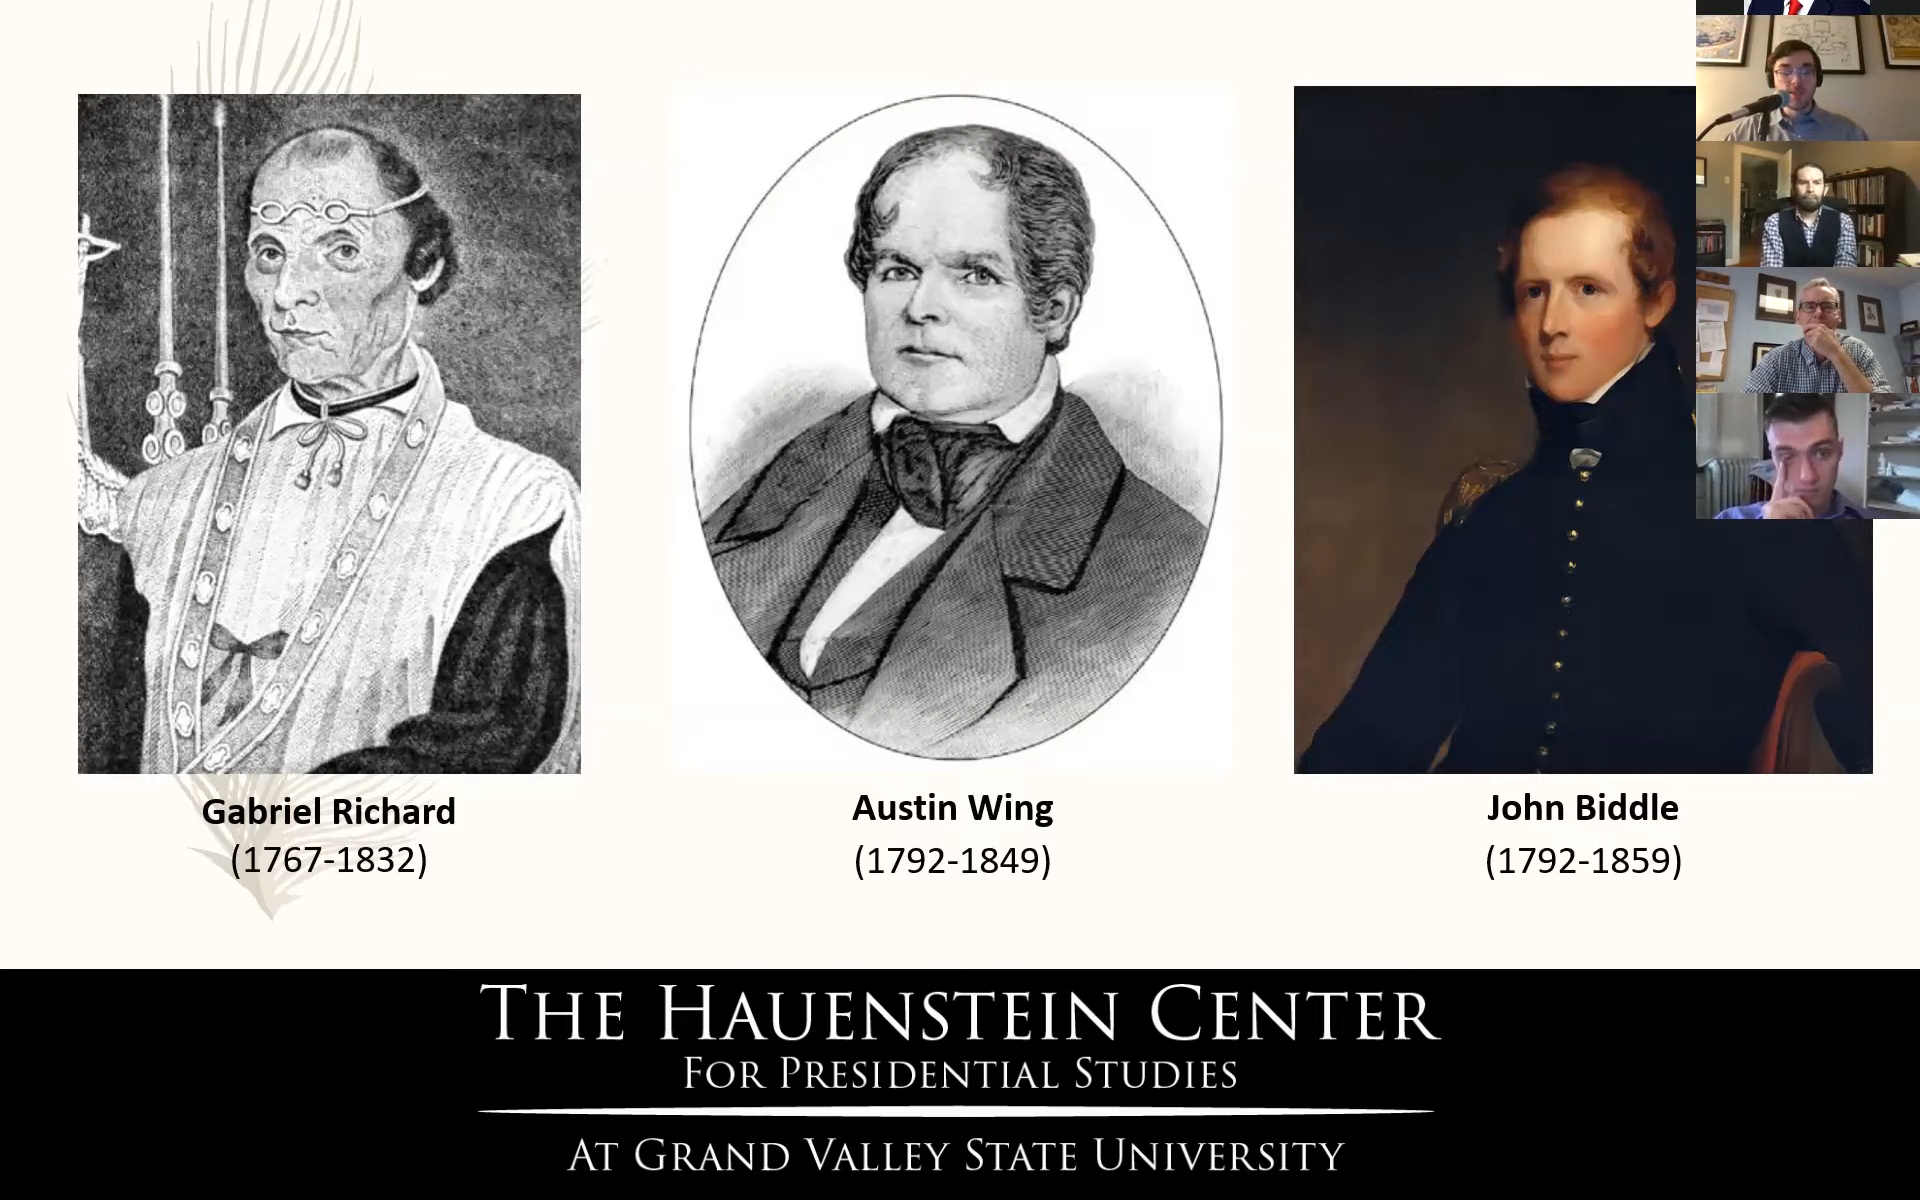 Gabriel Richard
(1767-1832)
Austin Wing
(1792-1849)
John Biddle
(1792-1859)
THE HAUENSTEIN CENTER
FOR PRESIDENTIAL STUDIES
AT GRAND VALLEY STATE UNIVERSITY